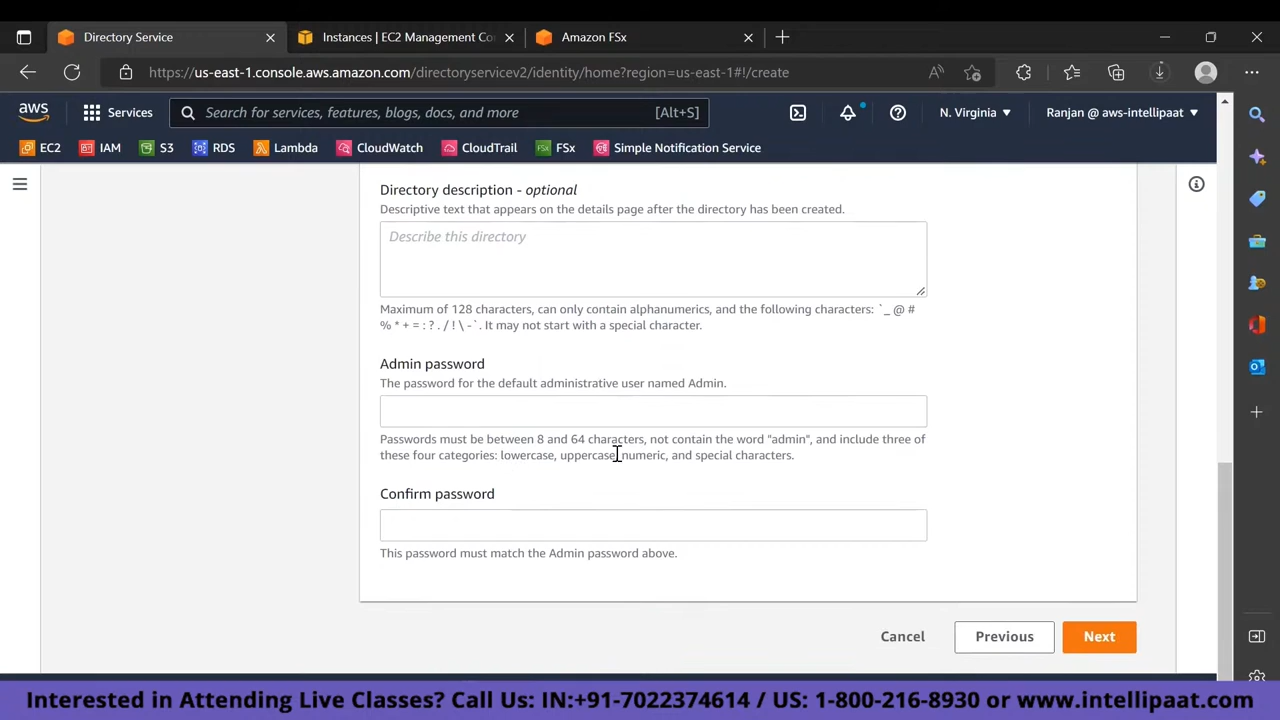 Directory Service
Instances | EC2 Management Co
Amazon FSx
https://us-east-1.console.aws.amazon.com/directoryservicev2/identity/home?region=us-east-1#!/create
aws
Services
Search for services, features, blogs, docs, and more
[Alt+S]
N. Virginia
Ranjan @ aws-intellipaat
EC2
IAM
S3
RDS
Lambda
CloudWatch
CloudTrail
FSx
Simple Notification Service
Directory description - optional
Descriptive text that appears on the details page after the directory has been created.
Describe this directory
Maximum of 128 characters, can only contain alphanumerics, and the following characters: `_ @ #
% * + = : ? . / ! \ -`. It may not start with a special character.
Admin password
The password for the default administrative user named Admin.
Passwords must be between 8 and 64 characters, not contain the word "admin", and include three of
these four categories: lowercase, uppercase, numeric, and special characters.
Confirm password
This password must match the Admin password above.
Cancel
Previous
Next
Interested in Attending Live Classes? Call Us: IN:+91-7022374614 / US: 1-800-216-8930 or www.intellipaat.com